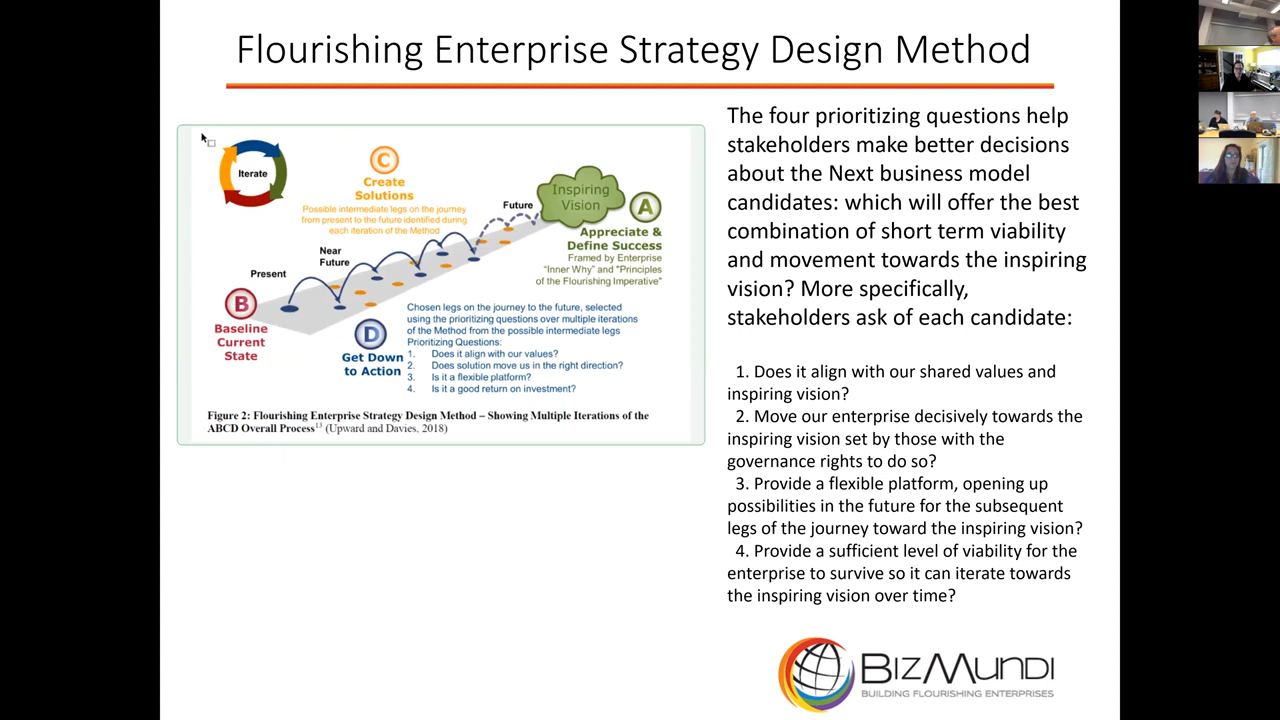 Flourishing Enterprise Strategy Design Method
Iterate
C
Create
Solutions
Possible intermediate legs on the journey
from present to the future identified during
each iteration of the Method
Inspiring
Vision
Future
A
Appreciate &
Define Success
Framed by Enterprise
"Inner Why" and "Principles
of the Flourishing Imperative"
Near
Future
Present
B
Baseline
Current
State
D
Get Down
to Action
Chosen legs on the journey to the future, selected
using the prioritizing questions over multiple iterations
of the Method from the possible intermediate legs
Prioritizing Questions:
1. Does it align with our values?
2. Does solution move us in the right direction?
3. Is it a flexible platform?
4. Is it a good return on investment?
Figure 2: Flourishing Enterprise Strategy Design Method – Showing Multiple Iterations of the
ABCD Overall Process13 (Upward and Davies, 2018)
The four prioritizing questions help
stakeholders make better decisions
about the Next business model
candidates: which will offer the best
combination of short term viability
and movement towards the inspiring
vision? More specifically,
stakeholders ask of each candidate:
1. Does it align with our shared values and
inspiring vision?
2. Move our enterprise decisively towards the
inspiring vision set by those with the
governance rights to do so?
3. Provide a flexible platform, opening up
possibilities in the future for the subsequent
legs of the journey toward the inspiring vision?
4. Provide a sufficient level of viability for the
enterprise to survive so it can iterate towards
the inspiring vision over time?
BIZMUNDI
BUILDING FLOURISHING ENTERPRISES